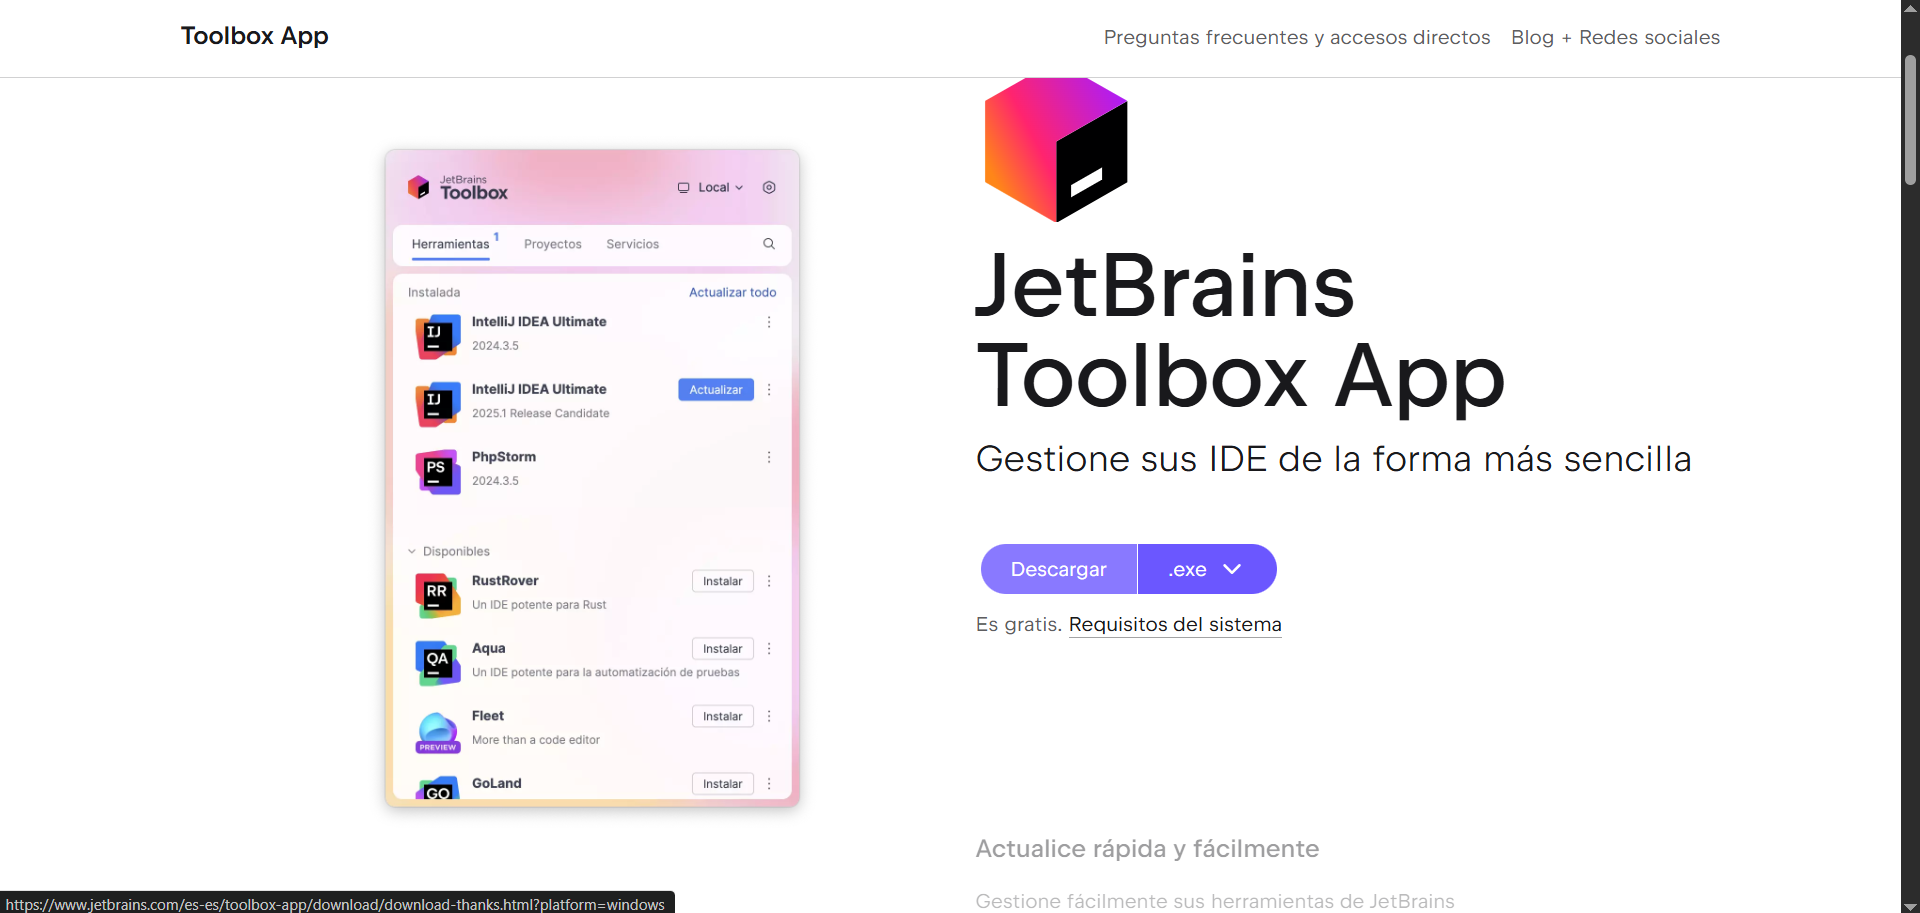 Toolbox App
Preguntas frecuentes y accesos directos
Blog + Redes sociales
JetBrains
Toolbox
Local
Herramientas 1
Proyectos
Servicios
Instalada
Actualizar todo
IJ
IntelliJ IDEA Ultimate
2024.3.5
IJ
IntelliJ IDEA Ultimate
2025.1 Release Candidate
Actualizar
PS
PhpStorm
2024.3.5
Disponibles
RR
RustRover
Un IDE potente para Rust
Instalar
QA
Aqua
Un IDE potente para la automatización de pruebas
Instalar
PREVIEW
Fleet
More than a code editor
Instalar
GO
GoLand
Instalar
JetBrains
Toolbox App
Gestione sus IDE de la forma más sencilla
Descargar
.exe
Es gratis. Requisitos del sistema
Actualice rápida y fácilmente
Gestione fácilmente sus herramientas de JetBrains
https://www.jetbrains.com/es-es/toolbox-app/download/download-thanks.html?platform=windows